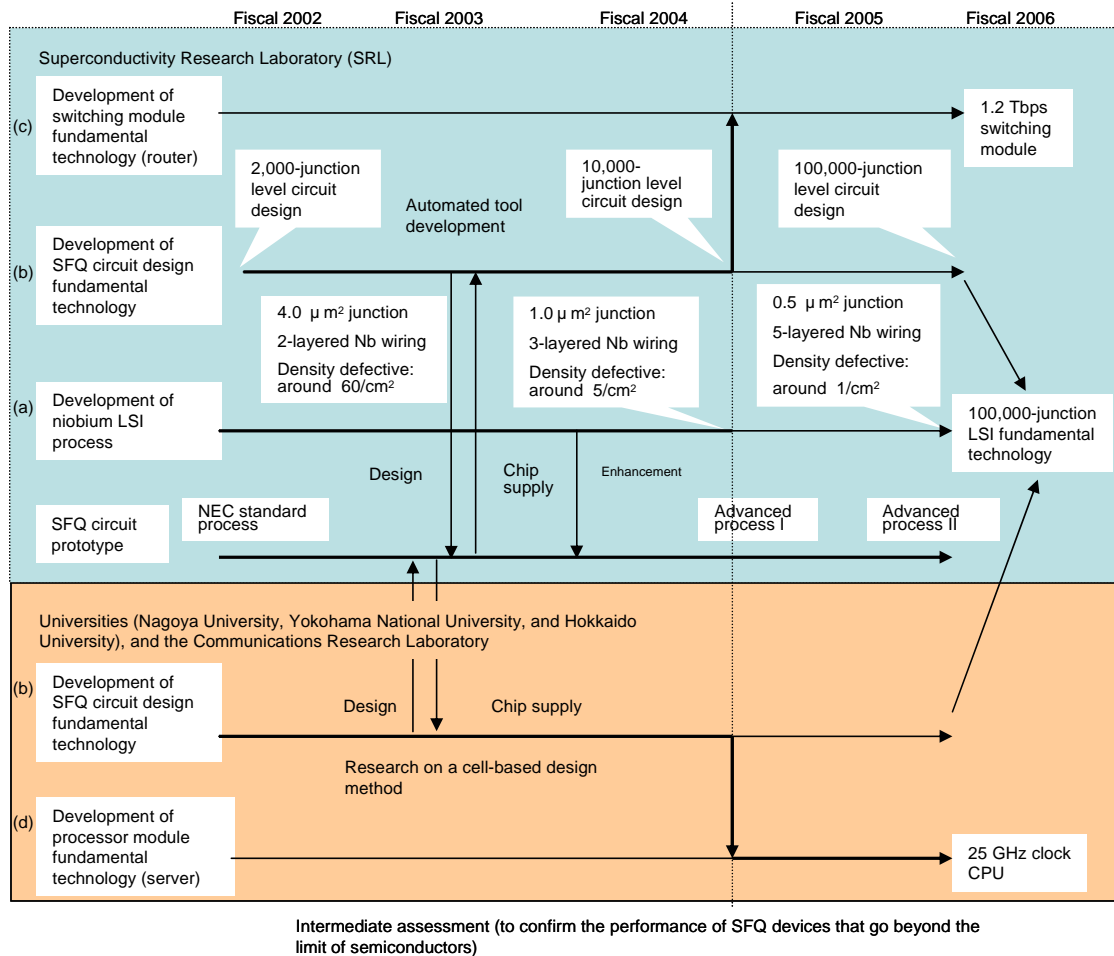 Fiscal 2002
Fiscal 2003
Fiscal 2004
Fiscal 2005
Fiscal 2006
Superconductivity Research Laboratory (SRL)
(c)
Development of
switching module
fundamental
technology (router)
1.2 Tbps
switching
module
2,000-junction
level circuit
design
Automated tool
development
10,000-
junction level
circuit design
100,000-junction
level circuit
design
(b)
Development of
SFQ circuit design
fundamental
technology
4.0 μ m² junction
2-layered Nb wiring
Density defective:
around 60/cm²
1.0 μ m² junction
3-layered Nb wiring
Density defective:
around 5/cm²
0.5 μ m² junction
5-layered Nb wiring
Density defective:
around 1/cm²
(a)
Development of
niobium LSI
process
100,000-junction
LSI fundamental
technology
Design
Chip
supply
Enhancement
SFQ circuit
prototype
NEC standard
process
Advanced
process I
Advanced
process II
Universities (Nagoya University, Yokohama National University, and Hokkaido
University), and the Communications Research Laboratory
(b)
Development of
SFQ circuit design
fundamental
technology
Design
Chip supply
Research on a cell-based design
method
(d)
Development of
processor module
fundamental
technology (server)
25 GHz clock
CPU
Intermediate assessment (to confirm the performance of SFQ devices that go beyond the
limit of semiconductors)